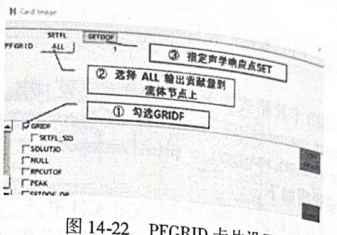 Card Image
SETFL SETDOF
PFGRID ALL 1
③ 指定声学响应点SET
② 选择 ALL 输出贡献量到
流体节点上
① 勾选GRIDF
GRIDF
SETFL_SID
SOLUTIO
NULL
RPCUTOF
PEAK
图 14-22 PFGRID 卡片设